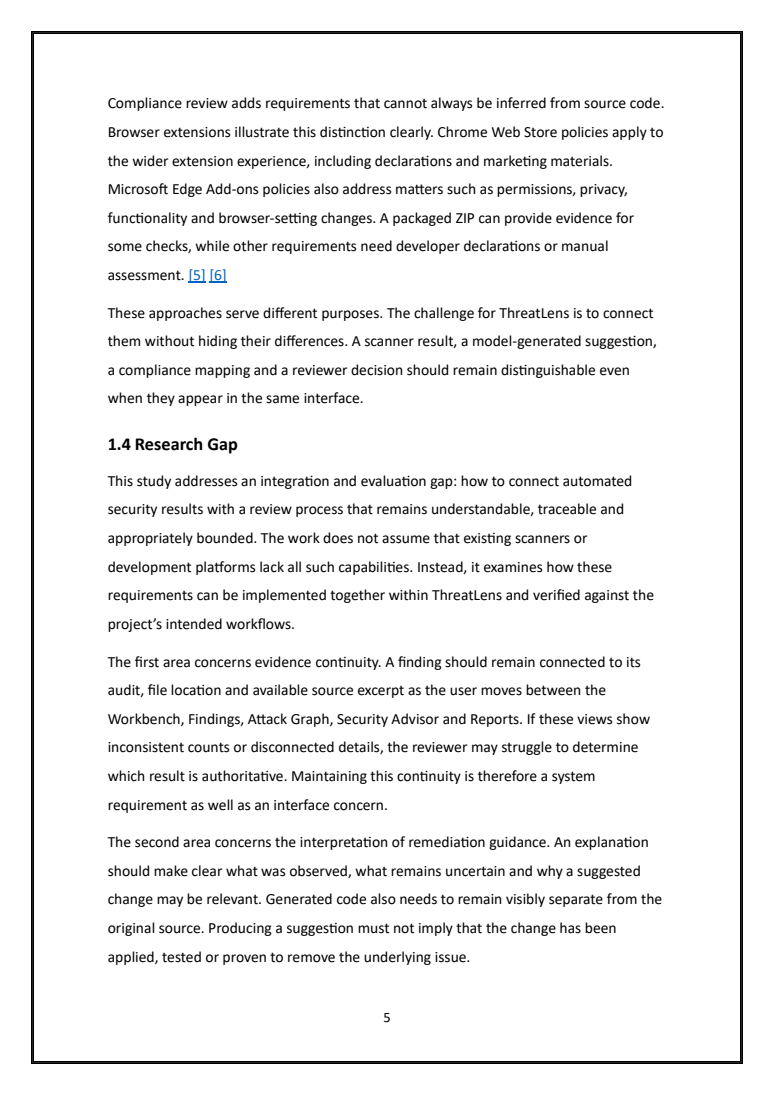 Compliance review adds requirements that cannot always be inferred from source code.
Browser extensions illustrate this distinction clearly. Chrome Web Store policies apply to
the wider extension experience, including declarations and marketing materials.
Microsoft Edge Add-ons policies also address matters such as permissions, privacy,
functionality and browser-setting changes. A packaged ZIP can provide evidence for
some checks, while other requirements need developer declarations or manual
assessment. [5] [6]
These approaches serve different purposes. The challenge for ThreatLens is to connect
them without hiding their differences. A scanner result, a model-generated suggestion,
a compliance mapping and a reviewer decision should remain distinguishable even
when they appear in the same interface.
1.4 Research Gap
This study addresses an integration and evaluation gap: how to connect automated
security results with a review process that remains understandable, traceable and
appropriately bounded. The work does not assume that existing scanners or
development platforms lack all such capabilities. Instead, it examines how these
requirements can be implemented together within ThreatLens and verified against the
project’s intended workflows.
The first area concerns evidence continuity. A finding should remain connected to its
audit, file location and available source excerpt as the user moves between the
Workbench, Findings, Attack Graph, Security Advisor and Reports. If these views show
inconsistent counts or disconnected details, the reviewer may struggle to determine
which result is authoritative. Maintaining this continuity is therefore a system
requirement as well as an interface concern.
The second area concerns the interpretation of remediation guidance. An explanation
should make clear what was observed, what remains uncertain and why a suggested
change may be relevant. Generated code also needs to remain visibly separate from the
original source. Producing a suggestion must not imply that the change has been
applied, tested or proven to remove the underlying issue.
5